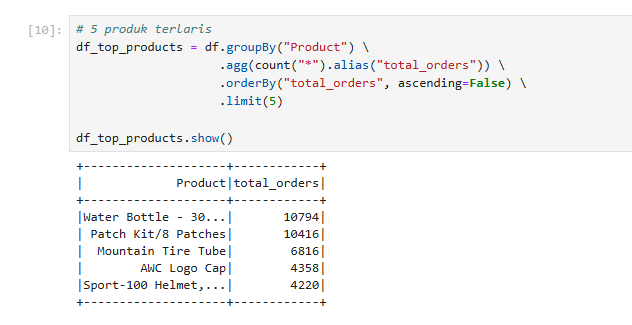 [10]: # 5 produk terlaris
df_top_products = df.groupBy("Product") \
.agg(count("*").alias("total_orders")) \
.orderBy("total_orders", ascending=False) \
.limit(5)
df_top_products.show()
+--------------------+------------+
|             Product|total_orders|
+--------------------+------------+
|Water Bottle - 30...|       10794|
| Patch Kit/8 Patches|       10416|
|  Mountain Tire Tube|        6816|
|        AWC Logo Cap|        4358|
|Sport-100 Helmet,...|        4220|
+--------------------+------------+